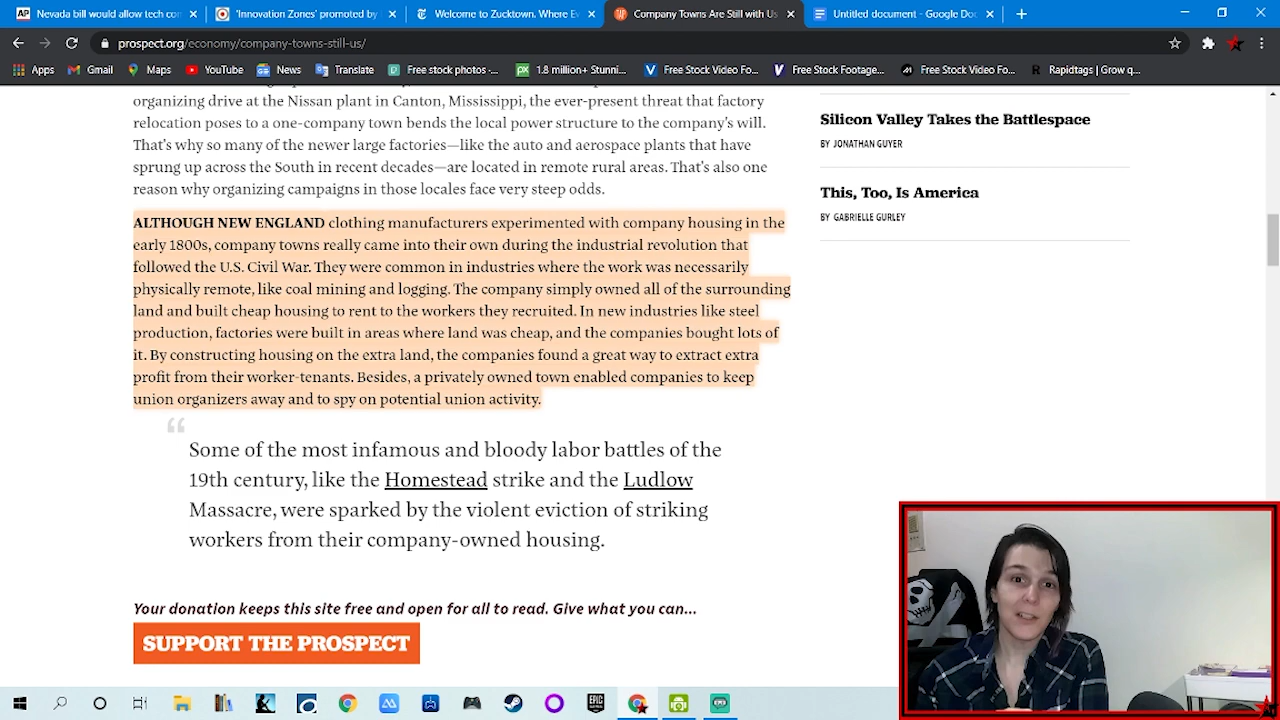 AP Nevada bill would allow tech con
'Innovation Zones' promoted by
Welcome to Zucktown. Where Ev
TAP Company Towns Are Still with Us
Untitled document - Google Doc
prospect.org/economy/company-towns-still-us/
Apps
Gmail
Maps
YouTube
News
Translate
Free stock photos -...
px 1.8 million+ Stunni...
V Free Stock Video Fo...
V Free Stock Footage...
Free Stock Video Fo...
R Rapidtags | Grow q...
organizing drive at the Nissan plant in Canton, Mississippi, the ever-present threat that factory
relocation poses to a one-company town bends the local power structure to the company's will.
That's why so many of the newer large factories—like the auto and aerospace plants that have
sprung up across the South in recent decades—are located in remote rural areas. That's also one
reason why organizing campaigns in those locales face very steep odds.
ALTHOUGH NEW ENGLAND clothing manufacturers experimented with company housing in the
early 1800s, company towns really came into their own during the industrial revolution that
followed the U.S. Civil War. They were common in industries where the work was necessarily
physically remote, like coal mining and logging. The company simply owned all of the surrounding
land and built cheap housing to rent to the workers they recruited. In new industries like steel
production, factories were built in areas where land was cheap, and the companies bought lots of
it. By constructing housing on the extra land, the companies found a great way to extract extra
profit from their worker-tenants. Besides, a privately owned town enabled companies to keep
union organizers away and to spy on potential union activity.
“
Some of the most infamous and bloody labor battles of the
19th century, like the Homestead strike and the Ludlow
Massacre, were sparked by the violent eviction of striking
workers from their company-owned housing.
Your donation keeps this site free and open for all to read. Give what you can...
SUPPORT THE PROSPECT
Silicon Valley Takes the Battlespace
BY JONATHAN GUYER
This, Too, Is America
BY GABRIELLE GURLEY
EPIC